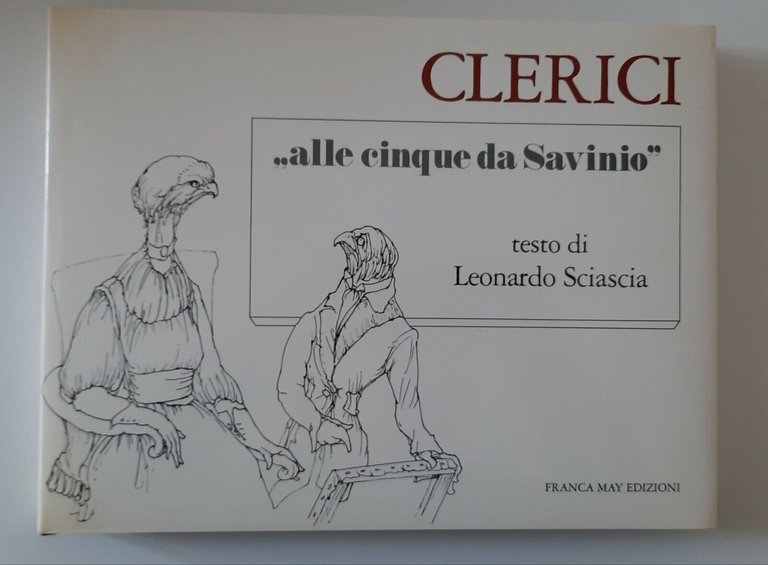 CLERICI
„alle cinque da Savinio”
testo di
Leonardo Sciascia
FRANCA MAY EDIZIONI